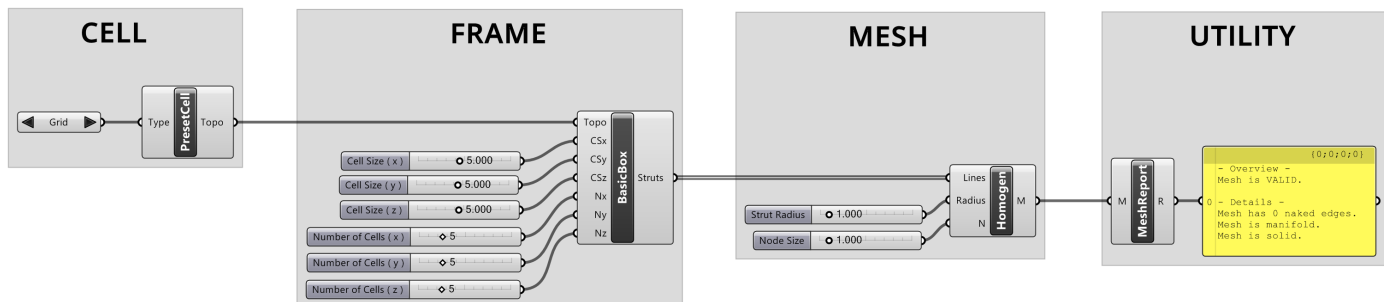 CELL
Grid
Type
PresetCell
Topo
FRAME
Cell Size ( x )
5.000
Cell Size ( y )
5.000
Cell Size ( z )
5.000
Number of Cells ( x )
5
Number of Cells ( y )
5
Number of Cells ( z )
5
Topo
CSx
CSy
CSz
Nx
Ny
Nz
BasicBox
Struts
MESH
Strut Radius
1.000
Node Size
1.000
Lines
Radius
N
Homogen
M
UTILITY
M
MeshReport
R
{0;0;0;0}
0
- Overview -
Mesh is VALID.
- Details -
Mesh has 0 naked edges.
Mesh is manifold.
Mesh is solid.